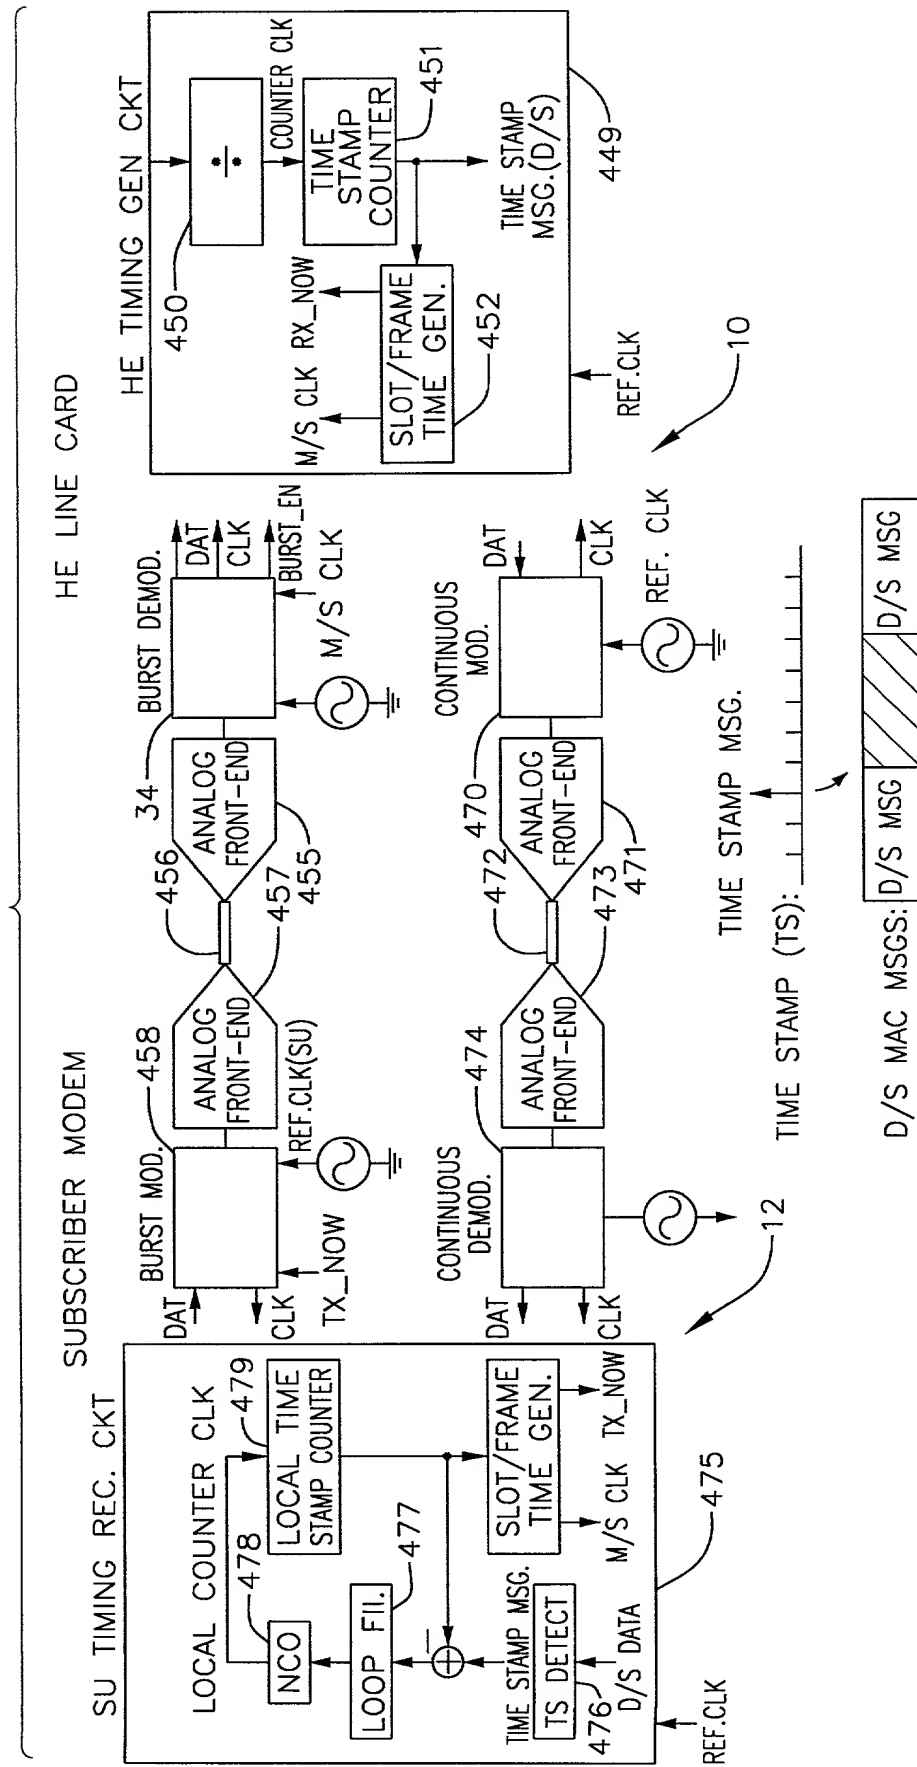 SUBSCRIBER MODEM
HE LINE CARD
SU TIMING REC. CKT
LOCAL COUNTER CLK
478
NCO
479
LOCAL TIME
STAMP COUNTER
LOOP FIl.
477
+
−
TIME STAMP MSG.
TS DETECT
476
D/S DATA
SLOT/FRAME
TIME GEN.
M/S CLK
TX_NOW
475
REF.CLK
458
BURST MOD.
DAT
CLK
TX_NOW
REF.CLK(SU)
ANALOG
FRONT-END
456
457
455
ANALOG
FRONT-END
34
BURST DEMOD.
DAT
CLK
BURST_EN
M/S CLK
474
CONTINUOUS
DEMOD.
DAT
CLK
12
ANALOG
FRONT-END
472
473
471
ANALOG
FRONT-END
470
CONTINUOUS
MOD.
DAT
CLK
REF. CLK
HE TIMING GEN CKT
450
÷
COUNTER CLK
TIME
STAMP
COUNTER
451
M/S CLK
RX_NOW
SLOT/FRAME
TIME GEN.
452
TIME STAMP
MSG.(D/S)
449
REF.CLK
10
TIME STAMP MSG.
TIME STAMP (TS):
D/S MAC MSGS:
D/S MSG
D/S MSG